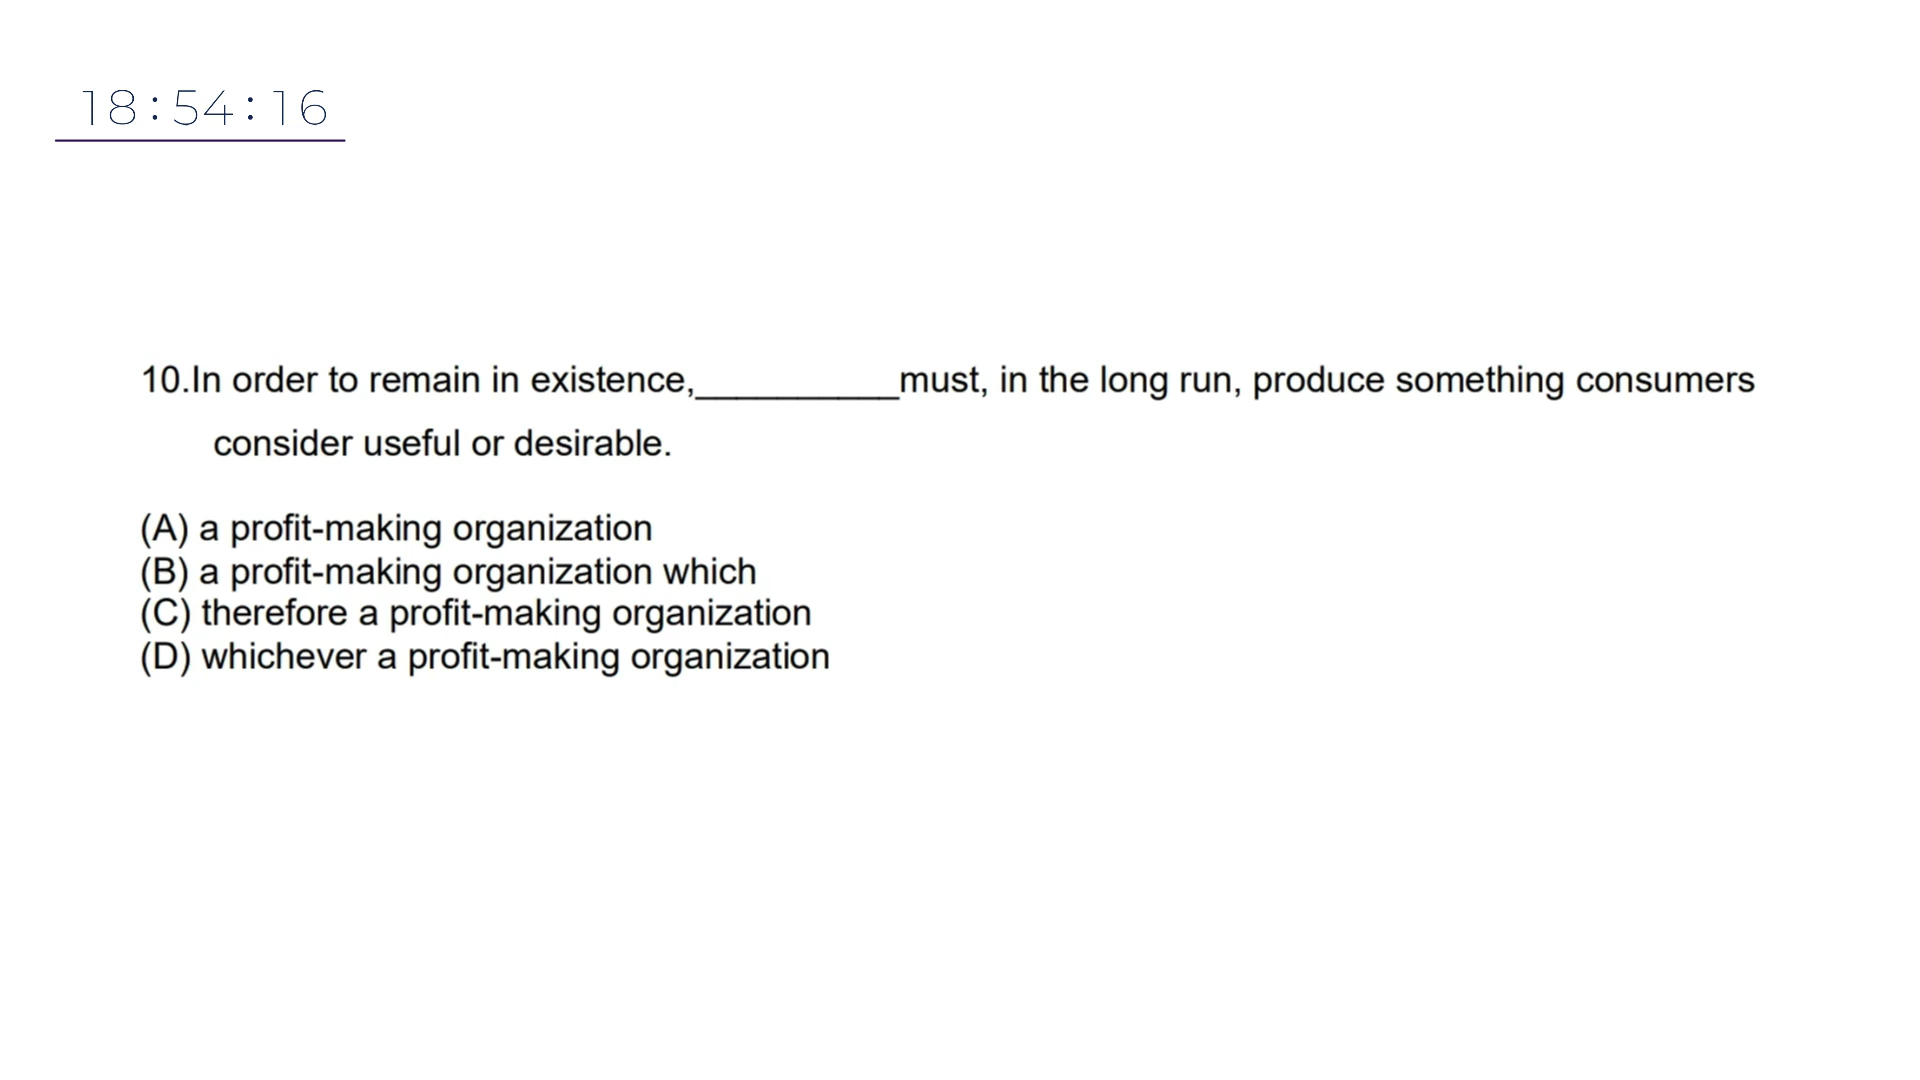 18:54:16
10.In order to remain in existence,__________must, in the long run, produce something consumers
consider useful or desirable.
(A) a profit-making organization
(B) a profit-making organization which
(C) therefore a profit-making organization
(D) whichever a profit-making organization